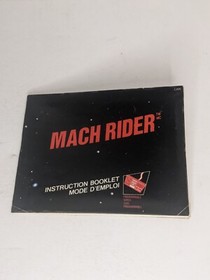 MACH RIDER
INSTRUCTION BOOKLET
MODE D'EMPLOI